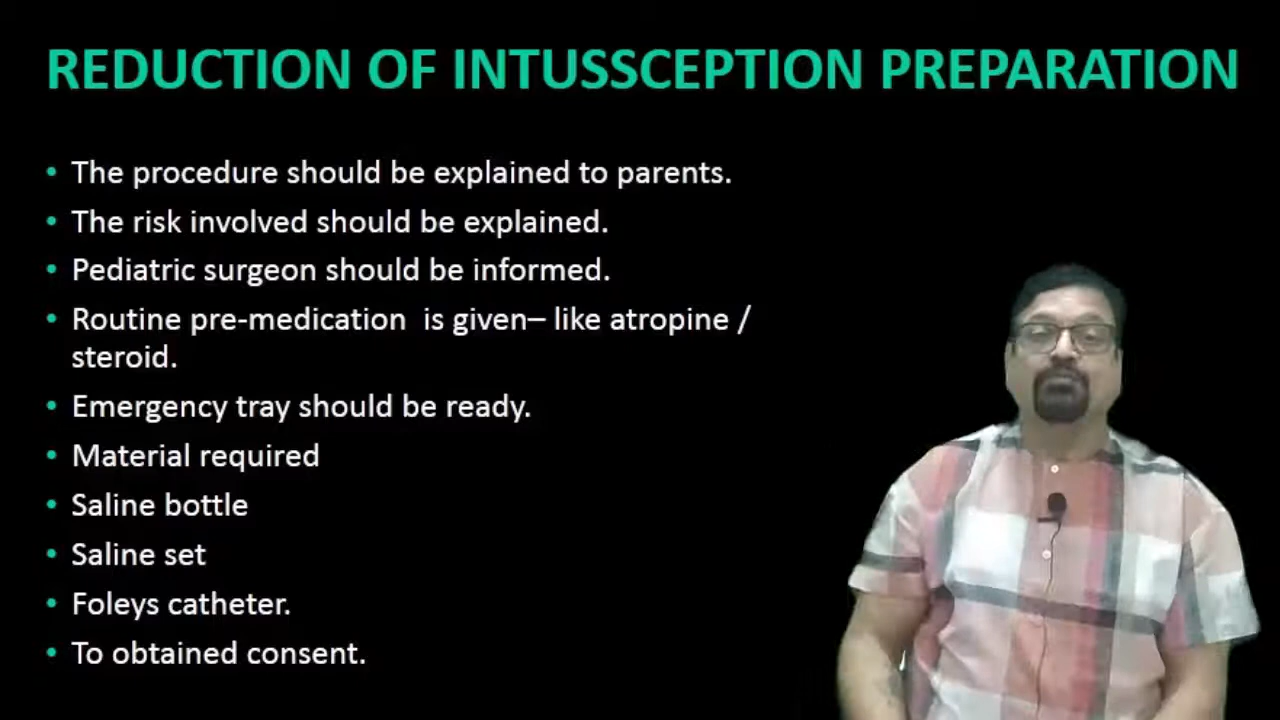 REDUCTION OF INTUSSCEPTION PREPARATION
• The procedure should be explained to parents.
• The risk involved should be explained.
• Pediatric surgeon should be informed.
• Routine pre-medication is given– like atropine /
steroid.
• Emergency tray should be ready.
• Material required
• Saline bottle
• Saline set
• Foleys catheter.
• To obtained consent.